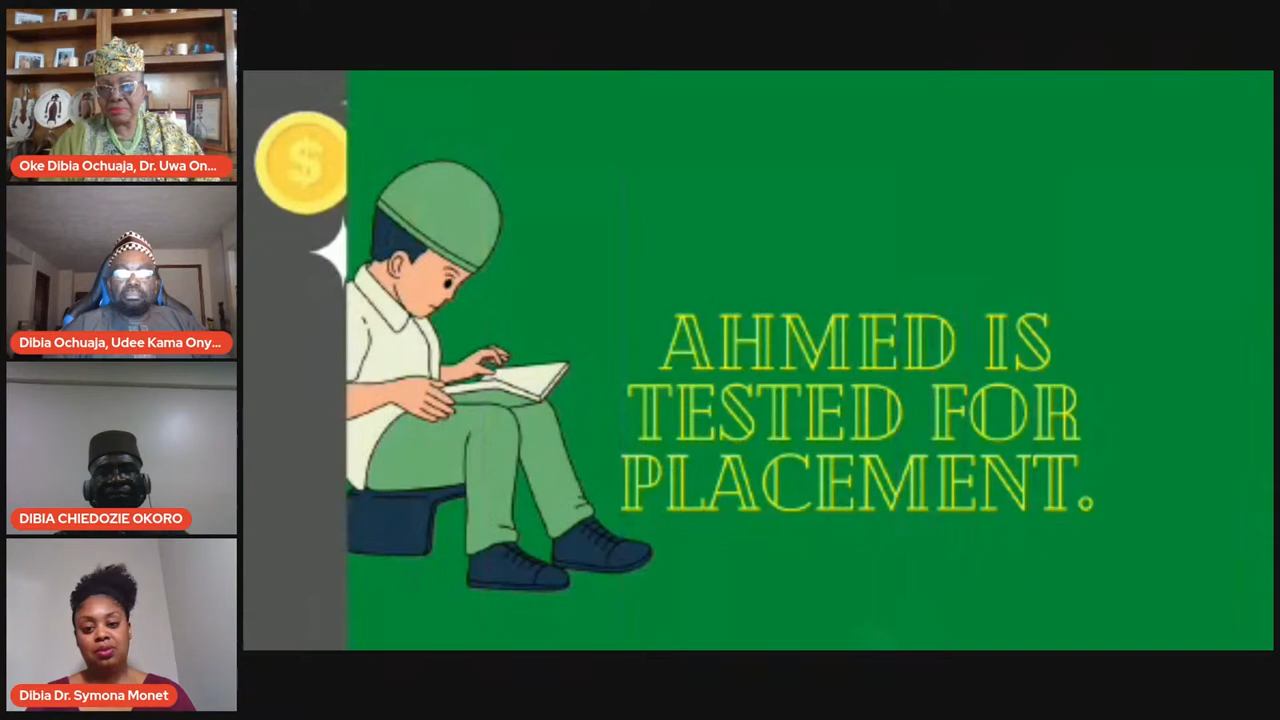 Oke Dibia Ochuaja, Dr. Uwa On...
Dibia Ochuaja, Udee Kama Ony...
DIBIA CHIEDOZIE OKORO
Dibia Dr. Symona Monet
$
AHMED IS
TESTED FOR
PLACEMENT.